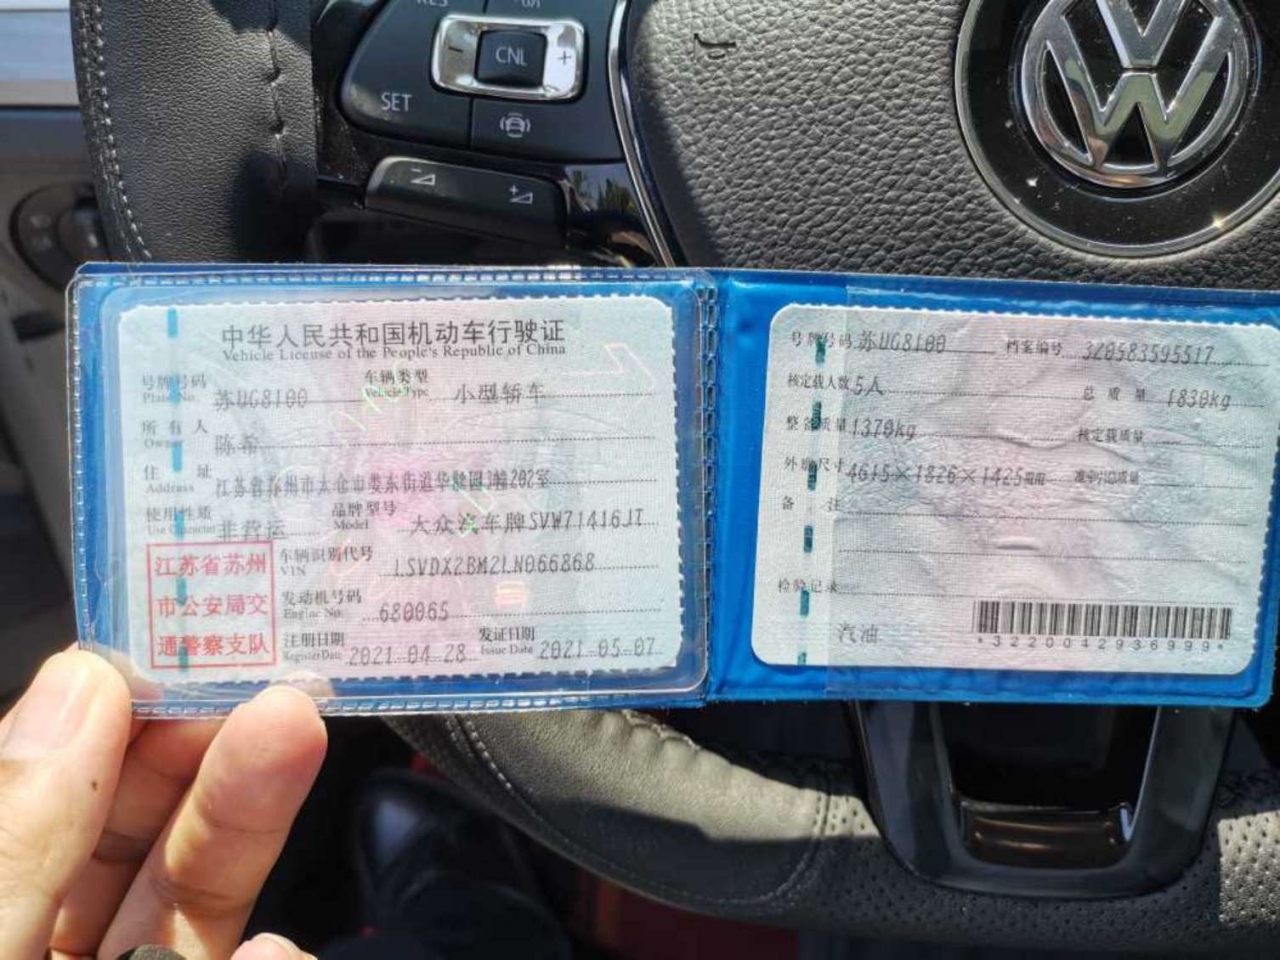 RES
CNL
SET
中华人民共和国机动车行驶证
Vehicle License of the People's Republic of China
号牌号码 苏UG8100 车辆类型 小型轿车
Plate No. Vehicle Type
所有人 陈希
Owner
住址 江苏省苏州市太仓市娄东街道华隆园3幢202室
Address
使用性质 非营运 品牌型号 大众汽车牌SVW71416JT
Use Character Model
江苏省苏州
市公安局交
通警察支队
车辆识别代号 LSVDX2BM2LN066868
VIN
发动机号码 680065
Engine No.
注册日期 2021-04-28 发证日期 2021-05-07
Register Date Issue Date
号牌号码 苏UG8100 档案编号 320583595517
核定载人数 5人 总质量 1830kg
整备质量 1370kg 核定载质量
外廓尺寸 4615×1826×1425mm 准牵引总质量
备注
检验记录
汽油
*3220042936999*